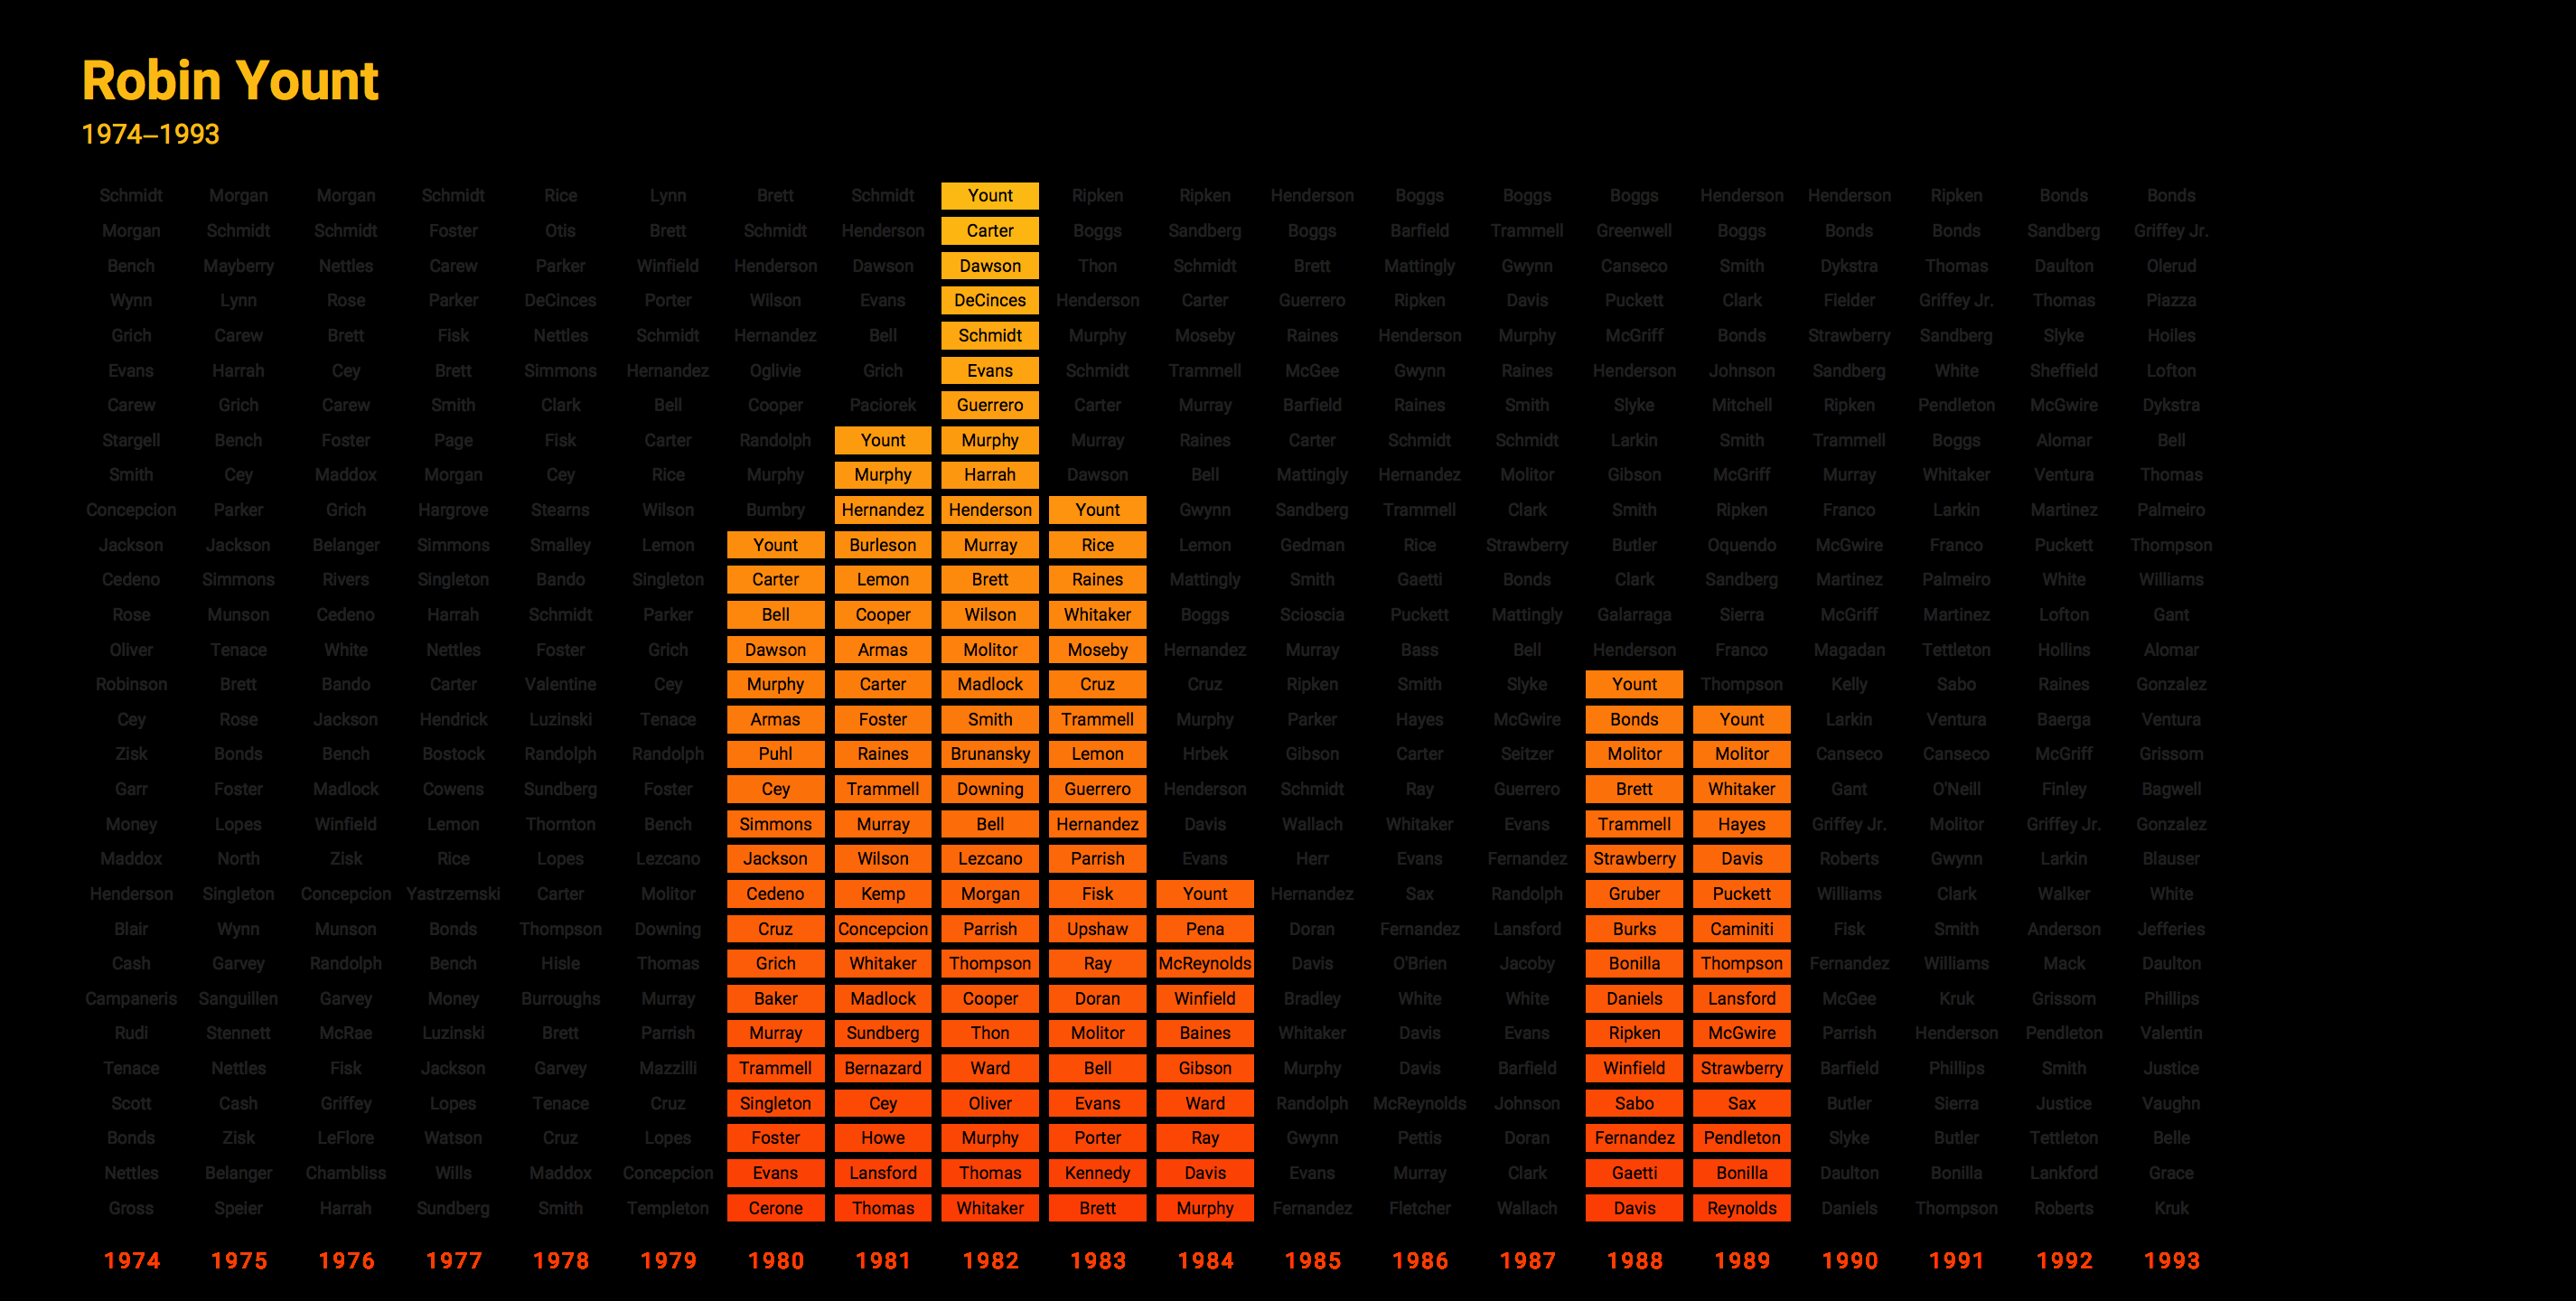 Robin Yount
1974–1993
Schmidt Morgan Morgan Schmidt Rice Lynn Brett Schmidt Yount Ripken Ripken Henderson Boggs Boggs Boggs Henderson Henderson Ripken Bonds Bonds
Morgan Schmidt Schmidt Foster Otis Brett Schmidt Henderson Carter Boggs Sandberg Boggs Barfield Trammell Greenwell Boggs Bonds Bonds Sandberg Griffey Jr.
Bench Mayberry Nettles Carew Parker Winfield Henderson Dawson Dawson Thon Schmidt Brett Mattingly Gwynn Canseco Smith Dykstra Thomas Daulton Olerud
Wynn Lynn Rose Parker DeCinces Porter Wilson Evans DeCinces Henderson Carter Guerrero Ripken Davis Puckett Clark Fielder Griffey Jr. Thomas Piazza
Grich Carew Brett Fisk Nettles Schmidt Hernandez Bell Schmidt Murphy Moseby Raines Henderson Murphy McGriff Bonds Strawberry Sandberg Slyke Hoiles
Evans Harrah Cey Brett Simmons Hernandez Oglivie Grich Evans Schmidt Trammell McGee Gwynn Raines Henderson Johnson Sandberg White Sheffield Lofton
Carew Grich Carew Smith Clark Bell Cooper Paciorek Guerrero Carter Murray Barfield Raines Smith Slyke Mitchell Ripken Pendleton McGwire Dykstra
Stargell Bench Foster Page Fisk Carter Randolph Yount Murphy Murray Raines Carter Schmidt Schmidt Larkin Smith Trammell Boggs Alomar Bell
Smith Cey Maddox Morgan Cey Rice Murphy Murphy Harrah Dawson Bell Mattingly Hernandez Molitor Gibson McGriff Murray Whitaker Ventura Thomas
Concepcion Parker Grich Hargrove Stearns Wilson Bumbry Hernandez Henderson Yount Gwynn Sandberg Trammell Clark Smith Ripken Franco Larkin Martinez Palmeiro
Jackson Jackson Belanger Simmons Smalley Lemon Yount Burleson Murray Rice Lemon Gedman Rice Strawberry Butler Oquendo McGwire Franco Puckett Thompson
Cedeno Simmons Rivers Singleton Bando Singleton Carter Lemon Brett Raines Mattingly Smith Gaetti Bonds Clark Sandberg Martinez Palmeiro White Williams
Rose Munson Cedeno Harrah Schmidt Parker Bell Cooper Wilson Whitaker Boggs Scioscia Puckett Mattingly Galarraga Sierra McGriff Martinez Lofton Gant
Oliver Tenace White Nettles Foster Grich Dawson Armas Molitor Moseby Hernandez Murray Bass Bell Henderson Franco Magadan Tettleton Hollins Alomar
Robinson Brett Bando Carter Valentine Cey Murphy Carter Madlock Cruz Cruz Ripken Smith Slyke Yount Thompson Kelly Sabo Raines Gonzalez
Cey Rose Jackson Hendrick Luzinski Tenace Armas Foster Smith Trammell Murphy Parker Hayes McGwire Bonds Yount Larkin Ventura Baerga Ventura
Zisk Bonds Bench Bostock Randolph Randolph Puhl Raines Brunansky Lemon Hrbek Gibson Carter Seitzer Molitor Molitor Canseco Canseco McGriff Grissom
Garr Foster Madlock Cowens Sundberg Foster Cey Trammell Downing Guerrero Henderson Schmidt Ray Guerrero Brett Whitaker Gant O'Neill Finley Bagwell
Money Lopes Winfield Lemon Thornton Bench Simmons Murray Bell Hernandez Davis Wallach Whitaker Evans Trammell Hayes Griffey Jr. Molitor Griffey Jr. Gonzalez
Maddox North Zisk Rice Lopes Lezcano Jackson Wilson Lezcano Parrish Evans Herr Evans Fernandez Strawberry Davis Roberts Gwynn Larkin Blauser
Henderson Singleton Concepcion Yastrzemski Carter Molitor Cedeno Kemp Morgan Fisk Yount Hernandez Sax Randolph Gruber Puckett Williams Clark Walker White
Blair Wynn Munson Bonds Thompson Downing Cruz Concepcion Parrish Upshaw Pena Doran Fernandez Lansford Burks Caminiti Fisk Smith Anderson Jefferies
Cash Garvey Randolph Bench Hisle Thomas Grich Whitaker Thompson Ray McReynolds Davis O'Brien Jacoby Bonilla Thompson Fernandez Williams Mack Daulton
Campaneris Sanguillen Garvey Money Burroughs Murray Baker Madlock Cooper Doran Winfield Bradley White White Daniels Lansford McGee Kruk Grissom Phillips
Rudi Stennett McRae Luzinski Brett Parrish Murray Sundberg Thon Molitor Baines Whitaker Davis Evans Ripken McGwire Parrish Henderson Pendleton Valentin
Tenace Nettles Fisk Jackson Garvey Mazzilli Trammell Bernazard Ward Bell Gibson Murphy Davis Barfield Winfield Strawberry Barfield Phillips Smith Justice
Scott Cash Griffey Lopes Tenace Cruz Singleton Cey Oliver Evans Ward Randolph McReynolds Johnson Sabo Sax Butler Sierra Justice Vaughn
Bonds Zisk LeFlore Watson Cruz Lopes Foster Howe Murphy Porter Ray Gwynn Pettis Doran Fernandez Pendleton Slyke Butler Tettleton Belle
Nettles Belanger Chambliss Wills Maddox Concepcion Evans Lansford Thomas Kennedy Davis Evans Murray Clark Gaetti Bonilla Daulton Bonilla Lankford Grace
Gross Speier Harrah Sundberg Smith Templeton Cerone Thomas Whitaker Brett Murphy Fernandez Fletcher Wallach Davis Reynolds Daniels Thompson Roberts Kruk
1974 1975 1976 1977 1978 1979 1980 1981 1982 1983 1984 1985 1986 1987 1988 1989 1990 1991 1992 1993